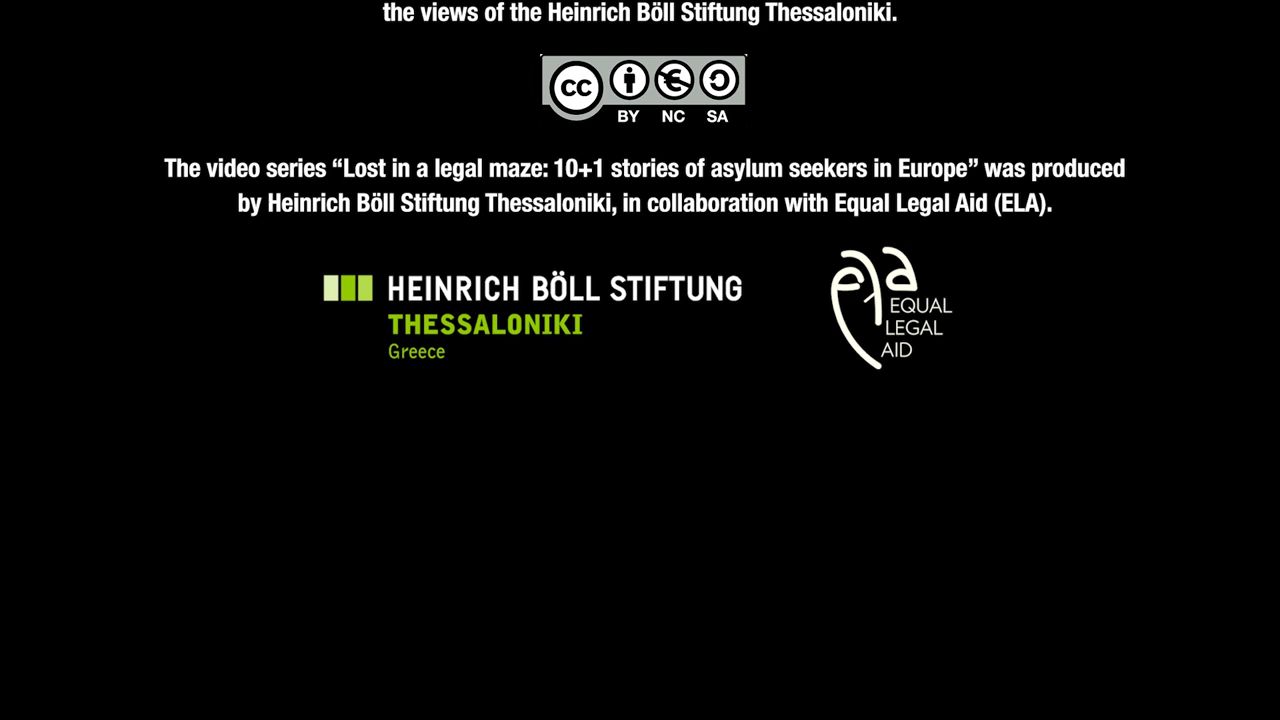 the views of the Heinrich Böll Stiftung Thessaloniki.
CC
BY NC SA
The video series “Lost in a legal maze: 10+1 stories of asylum seekers in Europe” was produced
by Heinrich Böll Stiftung Thessaloniki, in collaboration with Equal Legal Aid (ELA).
HEINRICH BÖLL STIFTUNG
THESSALONIKI
Greece
ela
EQUAL
LEGAL
AID